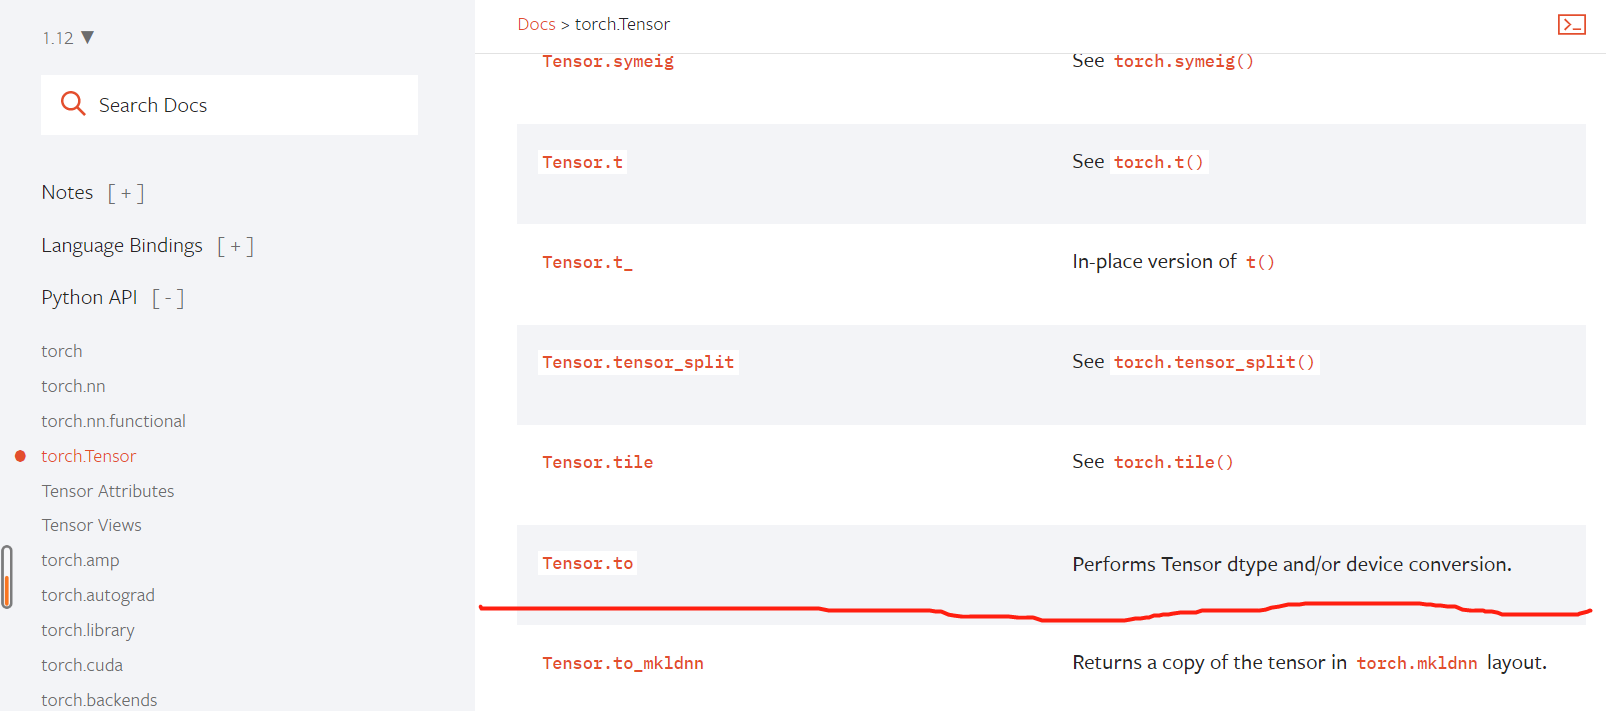 1.12 ▼
Search Docs
Notes [ + ]
Language Bindings [ + ]
Python API [ - ]
torch
torch.nn
torch.nn.functional
torch.Tensor
Tensor Attributes
Tensor Views
torch.amp
torch.autograd
torch.library
torch.cuda
torch.backends
Docs > torch.Tensor
Tensor.symeig See torch.symeig()
Tensor.t See torch.t()
Tensor.t_ In-place version of t()
Tensor.tensor_split See torch.tensor_split()
Tensor.tile See torch.tile()
Tensor.to Performs Tensor dtype and/or device conversion.
Tensor.to_mkldnn Returns a copy of the tensor in torch.mkldnn layout.